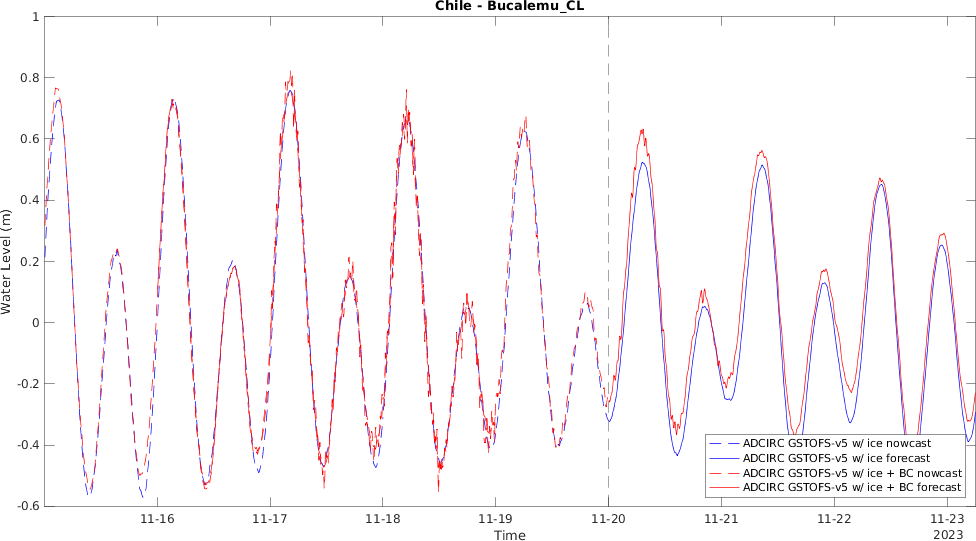 Chile - Bucalemu_CL
Water Level (m)
1
0.8
0.6
0.4
0.2
0
-0.2
-0.4
-0.6
ADCIRC GSTOFS-v5 w/ ice nowcast
ADCIRC GSTOFS-v5 w/ ice forecast
ADCIRC GSTOFS-v5 w/ ice + BC nowcast
ADCIRC GSTOFS-v5 w/ ice + BC forecast
11-16 11-17 11-18 11-19 11-20 11-21 11-22 11-23
Time 2023